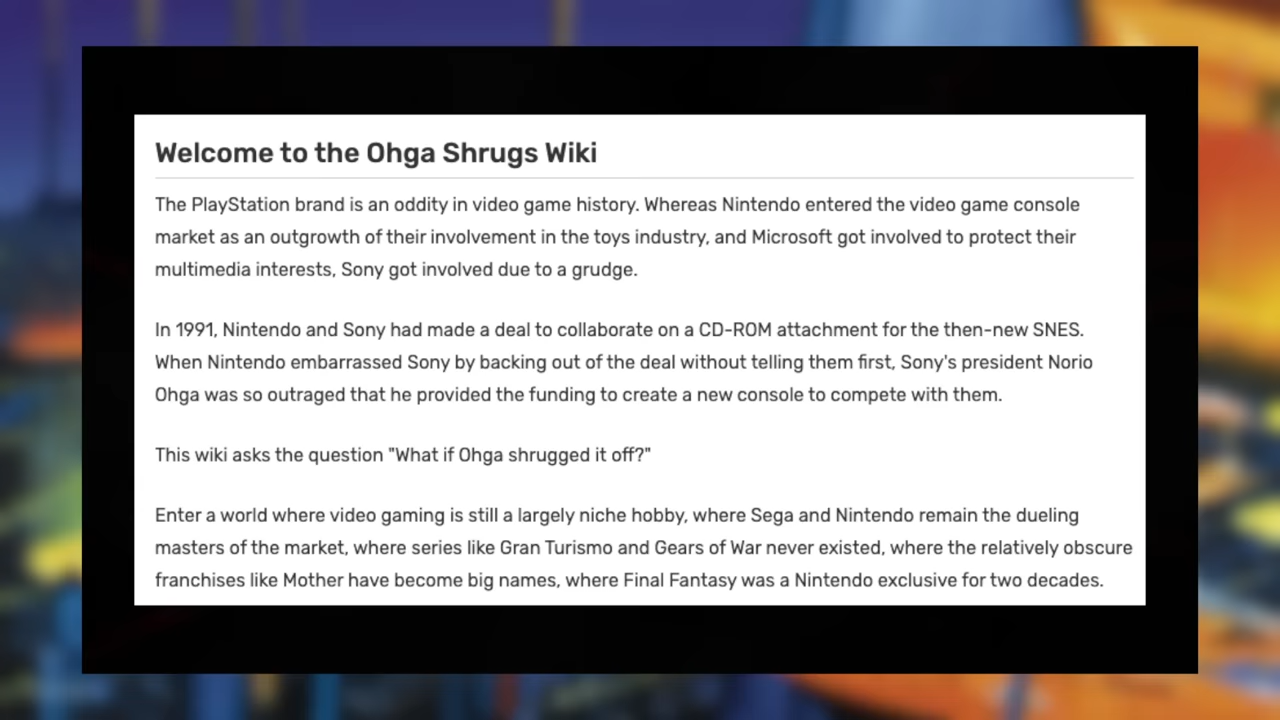 Welcome to the Ohga Shrugs Wiki
The PlayStation brand is an oddity in video game history. Whereas Nintendo entered the video game console
market as an outgrowth of their involvement in the toys industry, and Microsoft got involved to protect their
multimedia interests, Sony got involved due to a grudge.
In 1991, Nintendo and Sony had made a deal to collaborate on a CD-ROM attachment for the then-new SNES.
When Nintendo embarrassed Sony by backing out of the deal without telling them first, Sony's president Norio
Ohga was so outraged that he provided the funding to create a new console to compete with them.
This wiki asks the question "What if Ohga shrugged it off?"
Enter a world where video gaming is still a largely niche hobby, where Sega and Nintendo remain the dueling
masters of the market, where series like Gran Turismo and Gears of War never existed, where the relatively obscure
franchises like Mother have become big names, where Final Fantasy was a Nintendo exclusive for two decades.